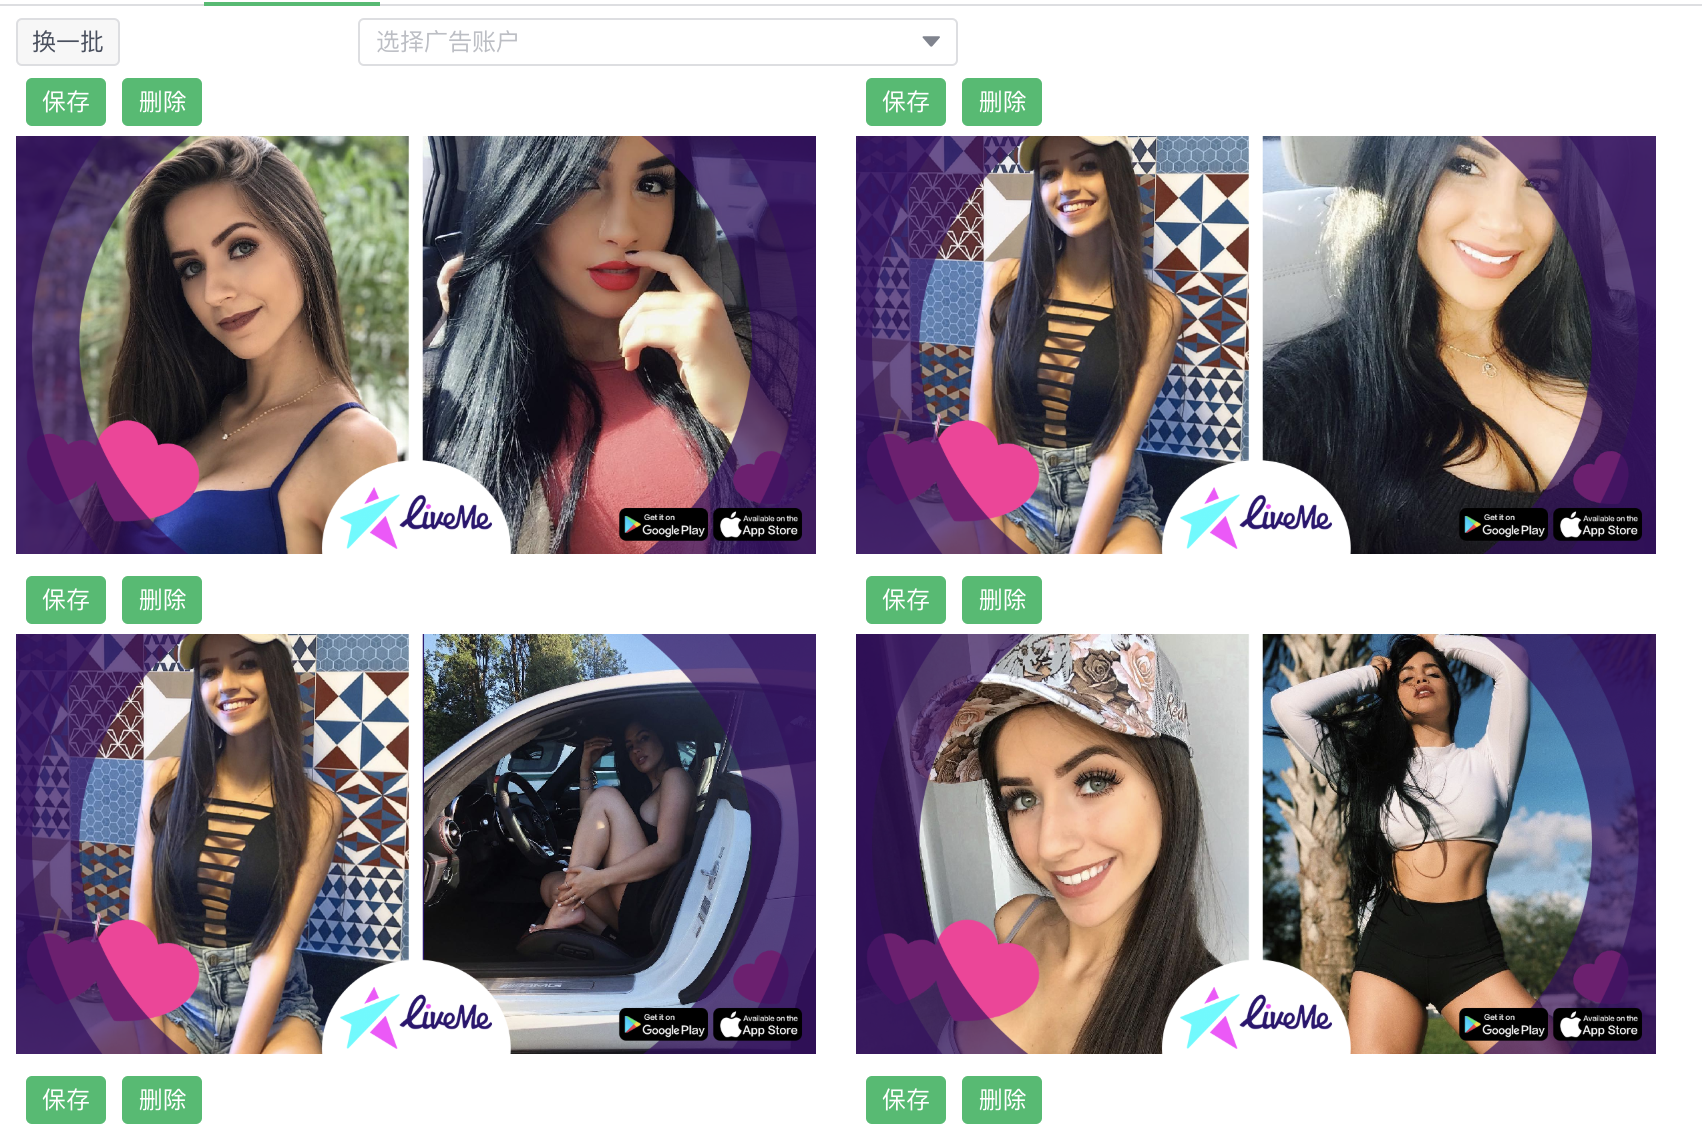 换一批
选择广告账户
保存 删除
保存 删除
LiveMe
Get it on
Google Play
Available on the
App Store
LiveMe
Get it on
Google Play
Available on the
App Store
保存 删除
保存 删除
AMG
LiveMe
Get it on
Google Play
Available on the
App Store
LiveMe
Get it on
Google Play
Available on the
App Store
保存 删除
保存 删除